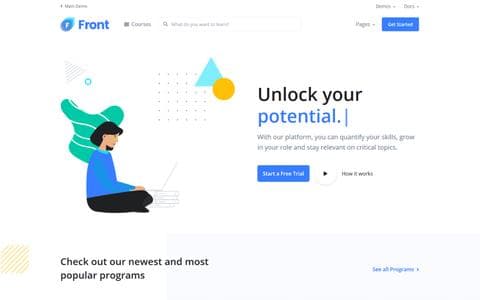 Main Demo
Demos
Docs
Front
Courses
What do you want to learn?
Pages
Get Started
Unlock your
potential.|
With our platform, you can quantify your skills, grow
in your role and stay relevant on critical topics.
Start a Free Trial
How it works
Check out our newest and most
popular programs
See all Programs